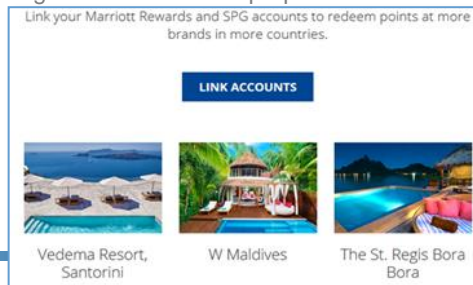 Link your Marriott Rewards and SPG accounts to redeem points at more
brands in more countries.
LINK ACCOUNTS
Vedema Resort,
Santorini
W Maldives
The St. Regis Bora
Bora